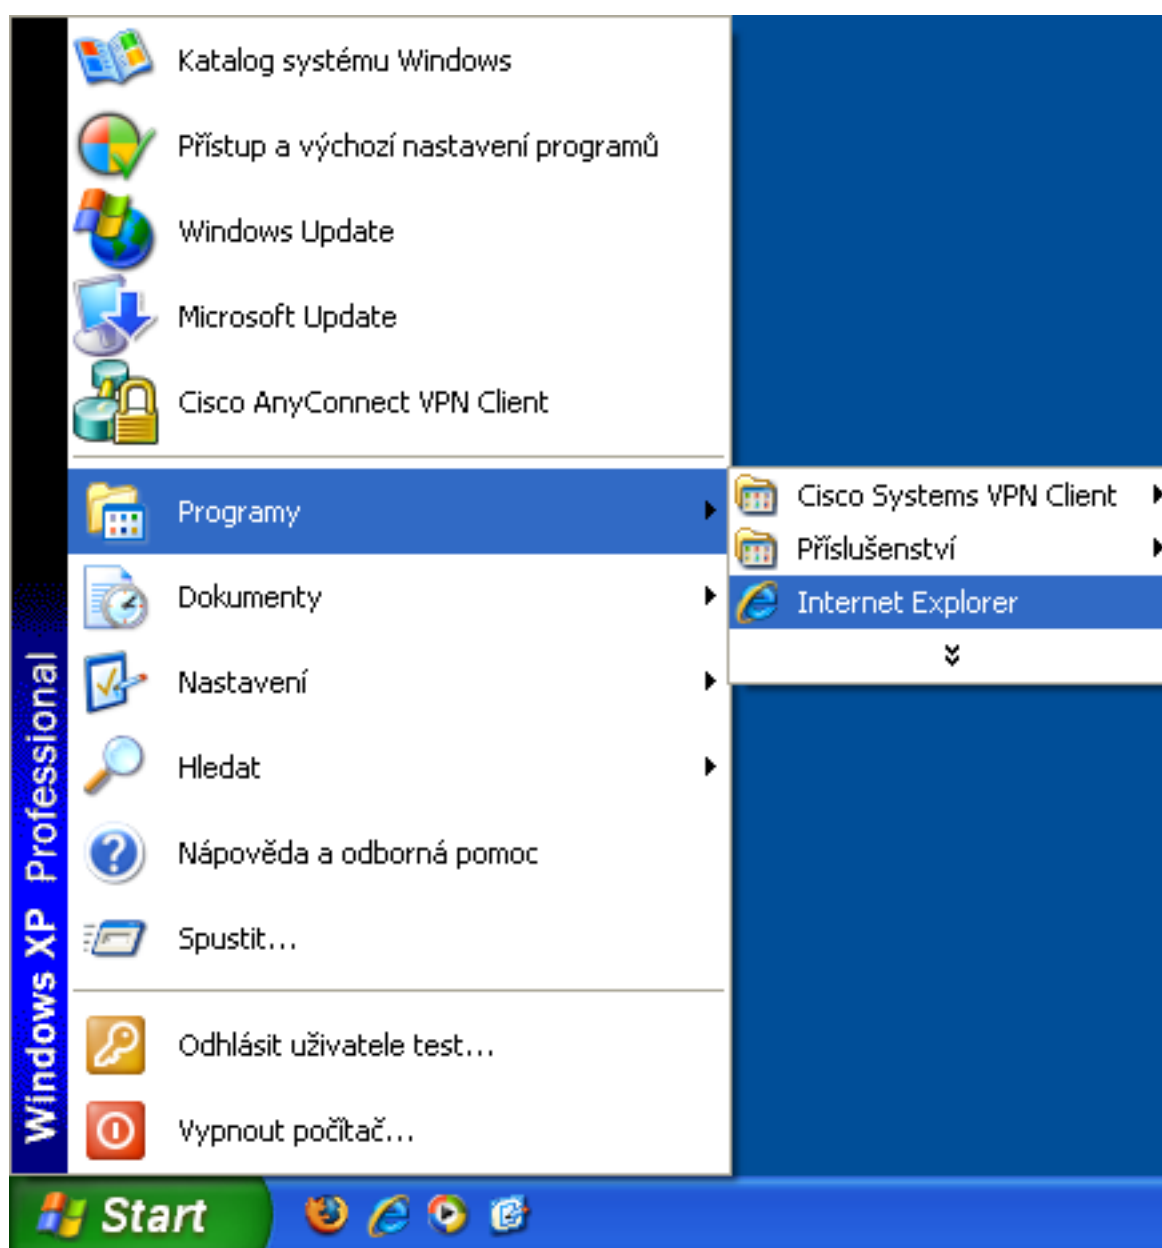 Katalog systému Windows
Přístup a výchozí nastavení programů
Windows Update
Microsoft Update
Cisco AnyConnect VPN Client
Programy
Dokumenty
Nastavení
Hledat
Nápověda a odborná pomoc
Spustit...
Odhlásit uživatele test...
Vypnout počítač...
Cisco Systems VPN Client
Příslušenství
Internet Explorer
Windows XP Professional
Start